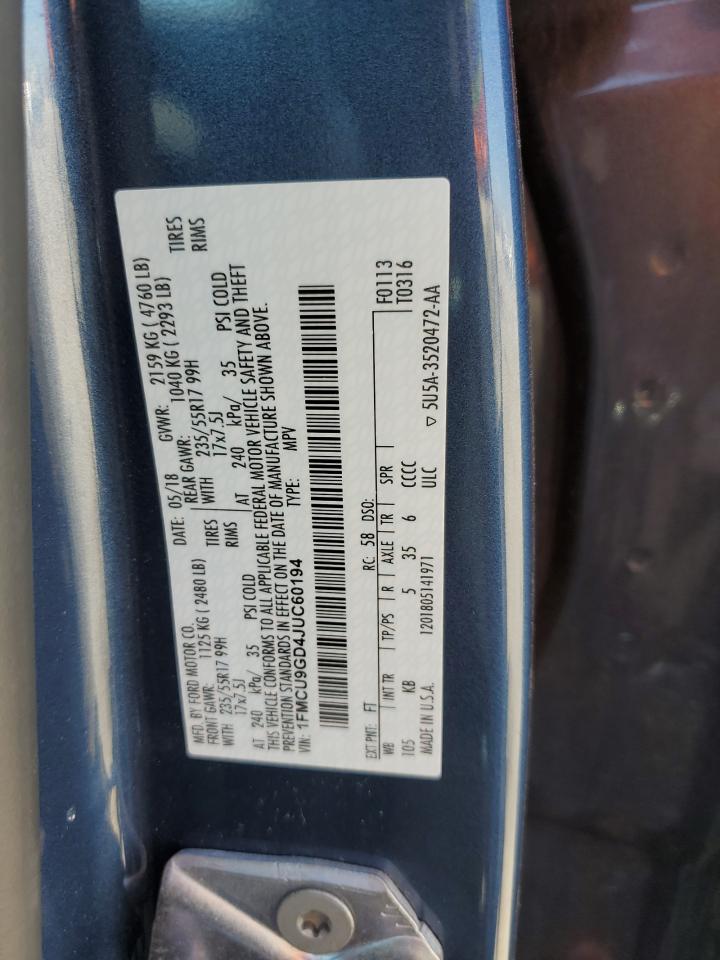 MFD. BY FORD MOTOR CO.
DATE: 05/18 GVWR: 2159 KG ( 4760 LB)
FRONT GAWR: 1125 KG ( 2480 LB) REAR GAWR: 1040 KG ( 2293 LB)
WITH 235/55R17 99H TIRES WITH 235/55R17 99H TIRES
17x7.5J RIMS 17x7.5J RIMS
AT 240 kPa/ 35 PSI COLD AT 240 kPa/ 35 PSI COLD
THIS VEHICLE CONFORMS TO ALL APPLICABLE FEDERAL MOTOR VEHICLE SAFETY AND THEFT
PREVENTION STANDARDS IN EFFECT ON THE DATE OF MANUFACTURE SHOWN ABOVE.
VIN: 1FMCU9GD4JUC60194 TYPE: MPV
EXT PNT: FT RC: 58 DSO: F0113
WB INT TR TP/PS R AXLE TR SPR T0316
105 KB 5 35 6 CCCC
MADE IN U.S.A. 1201805141971 ULC ▽ 5U5A-3520472-AA